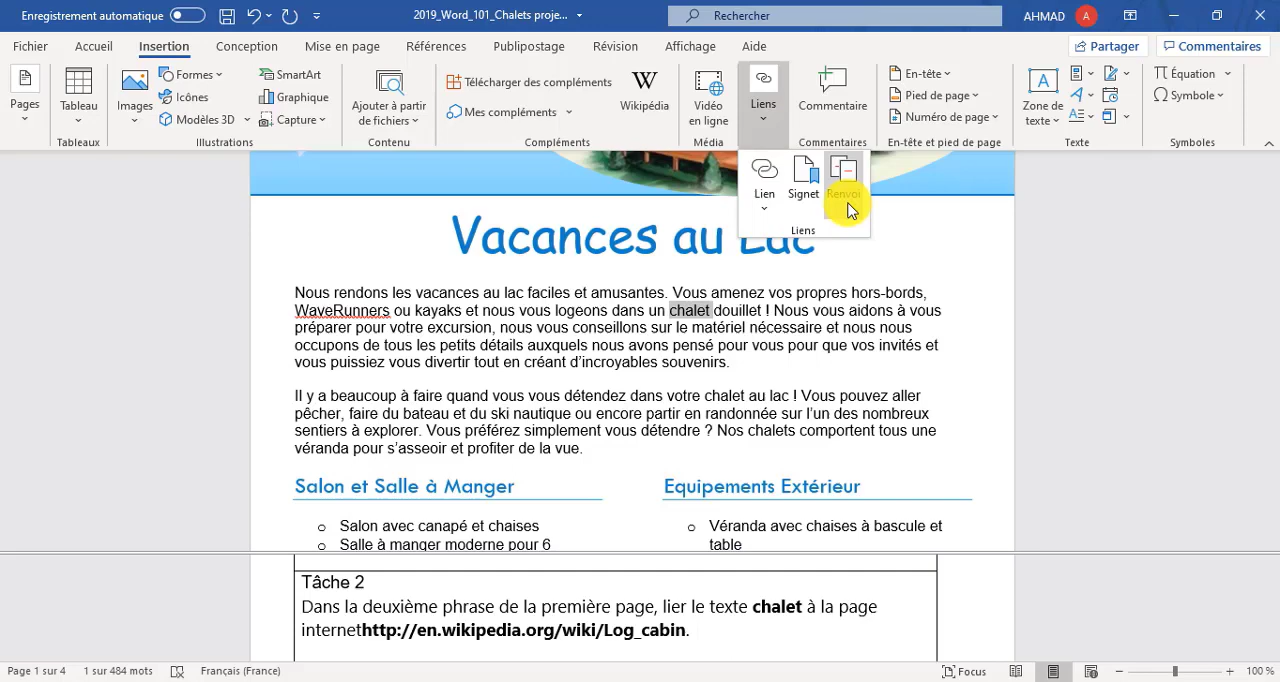 Enregistrement automatique 2019_Word_101_Chalets proje... Rechercher AHMAD A
Fichier Accueil Insertion Conception Mise en page Références Publipostage Révision Affichage Aide Partager Commentaires
Pages
Tableau
Tableaux
Images
Formes
Icônes
Modèles 3D
SmartArt
Graphique
Capture
Illustrations
Ajouter à partir
de fichiers
Contenu
Télécharger des compléments
Mes compléments
W
Wikipédia
Compléments
Vidéo
en ligne
Média
Liens
Commentaire
Commentaires
En-tête
Pied de page
Numéro de page
En-tête et pied de page
Zone de
texte
Texte
Équation
Symbole
Symboles
Lien Signet Renvoi
Liens
Vacances au Lac
Nous rendons les vacances au lac faciles et amusantes. Vous amenez vos propres hors-bords,
WaveRunners ou kayaks et nous vous logeons dans un chalet douillet ! Nous vous aidons à vous
préparer pour votre excursion, nous vous conseillons sur le matériel nécessaire et nous nous
occupons de tous les petits détails auxquels nous avons pensé pour vous pour que vos invités et
vous puissiez vous divertir tout en créant d’incroyables souvenirs.
Il y a beaucoup à faire quand vous vous détendez dans votre chalet au lac ! Vous pouvez aller
pêcher, faire du bateau et du ski nautique ou encore partir en randonnée sur l’un des nombreux
sentiers à explorer. Vous préférez simplement vous détendre ? Nos chalets comportent tous une
véranda pour s’asseoir et profiter de la vue.
Salon et Salle à Manger
o Salon avec canapé et chaises
o Salle à manger moderne pour 6
Equipements Extérieur
o Véranda avec chaises à bascule et
table
Tâche 2
Dans la deuxième phrase de la première page, lier le texte chalet à la page
internethttp://en.wikipedia.org/wiki/Log_cabin.
Page 1 sur 4 1 sur 484 mots Français (France) Focus 100 %